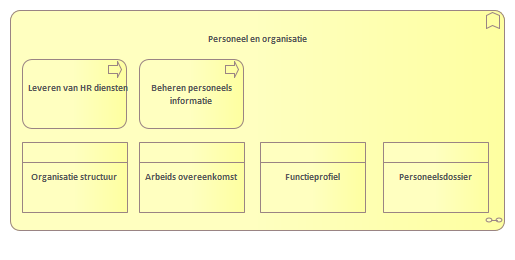 Personeel en organisatie
Leveren van HR diensten
Beheren personeels
informatie
Organisatie structuur
Arbeids overeenkomst
Functieprofiel
Personeelsdossier